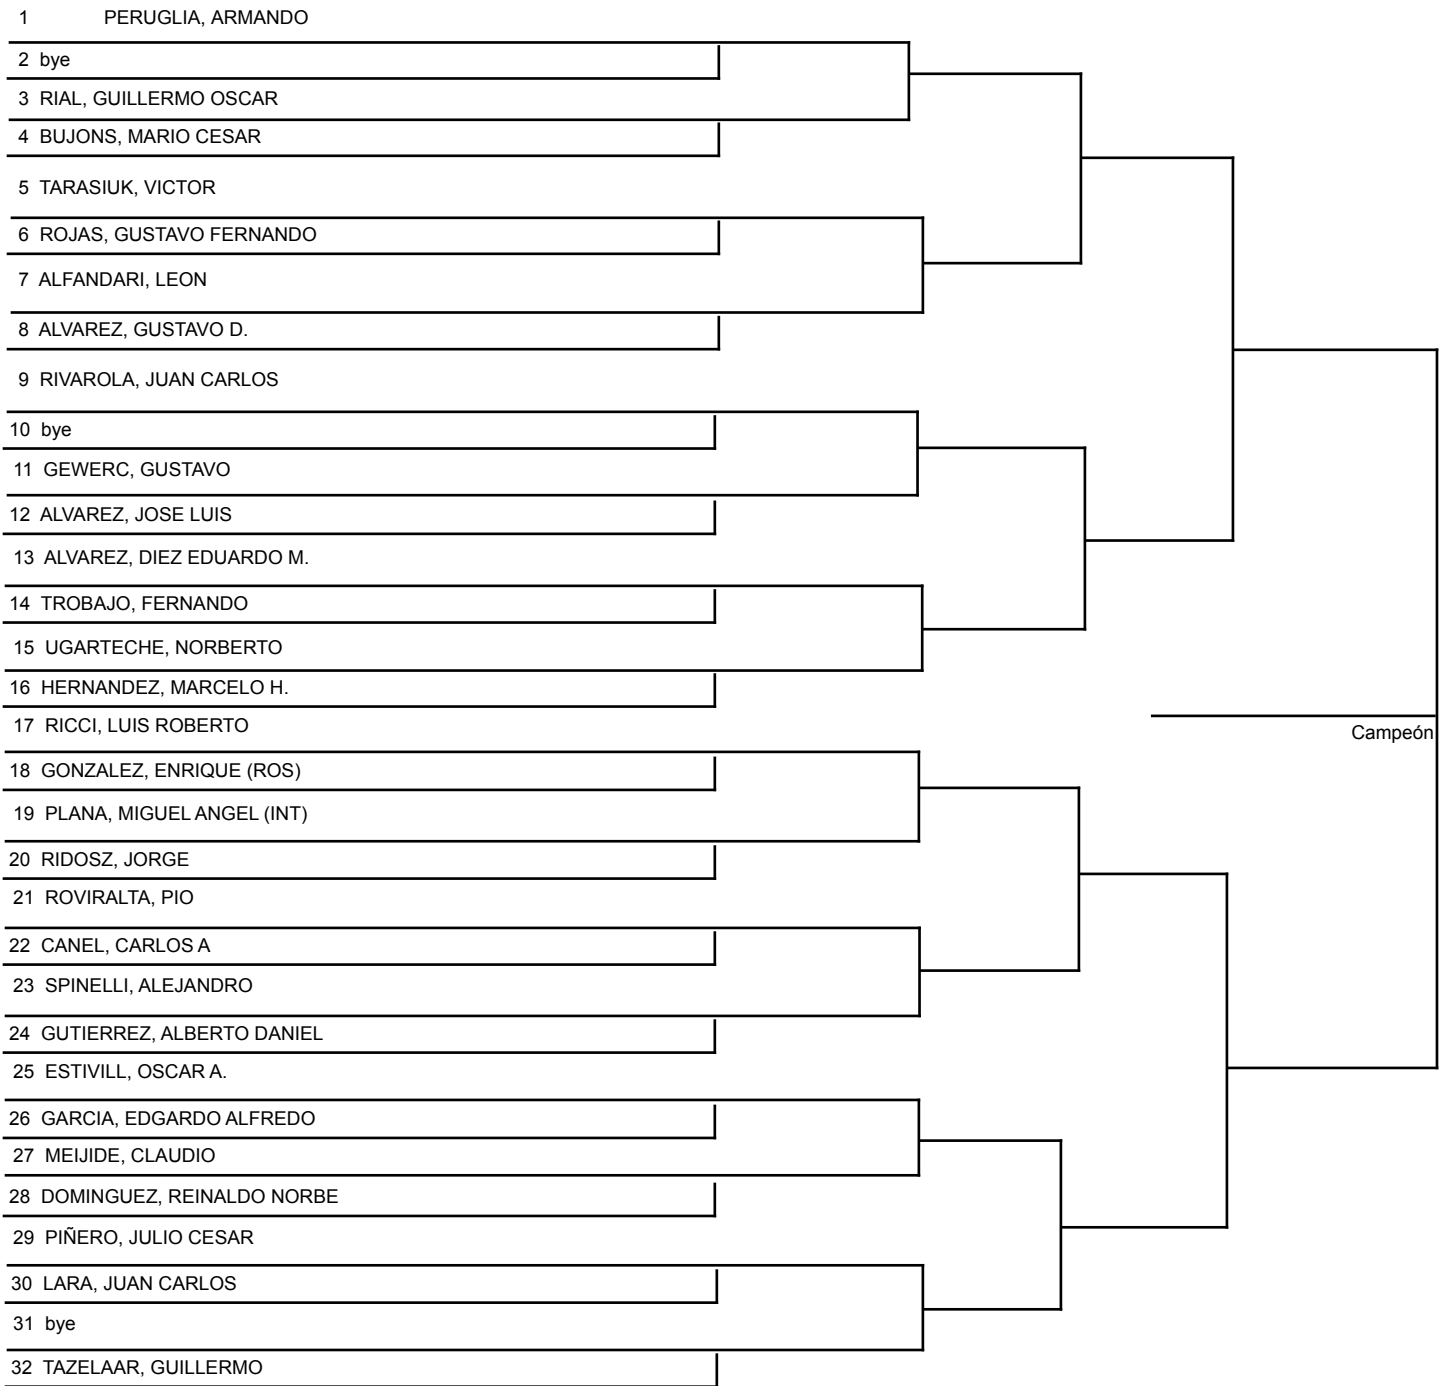 1 PERUGLIA, ARMANDO
2 bye
3 RIAL, GUILLERMO OSCAR
4 BUJONS, MARIO CESAR
5 TARASIUK, VICTOR
6 ROJAS, GUSTAVO FERNANDO
7 ALFANDARI, LEON
8 ALVAREZ, GUSTAVO D.
9 RIVAROLA, JUAN CARLOS
10 bye
11 GEWERC, GUSTAVO
12 ALVAREZ, JOSE LUIS
13 ALVAREZ, DIEZ EDUARDO M.
14 TROBAJO, FERNANDO
15 UGARTECHE, NORBERTO
16 HERNANDEZ, MARCELO H.
17 RICCI, LUIS ROBERTO
Campeón
18 GONZALEZ, ENRIQUE (ROS)
19 PLANA, MIGUEL ANGEL (INT)
20 RIDOSZ, JORGE
21 ROVIRALTA, PIO
22 CANEL, CARLOS A
23 SPINELLI, ALEJANDRO
24 GUTIERREZ, ALBERTO DANIEL
25 ESTIVILL, OSCAR A.
26 GARCIA, EDGARDO ALFREDO
27 MEIJIDE, CLAUDIO
28 DOMINGUEZ, REINALDO NORBE
29 PIÑERO, JULIO CESAR
30 LARA, JUAN CARLOS
31 bye
32 TAZELAAR, GUILLERMO